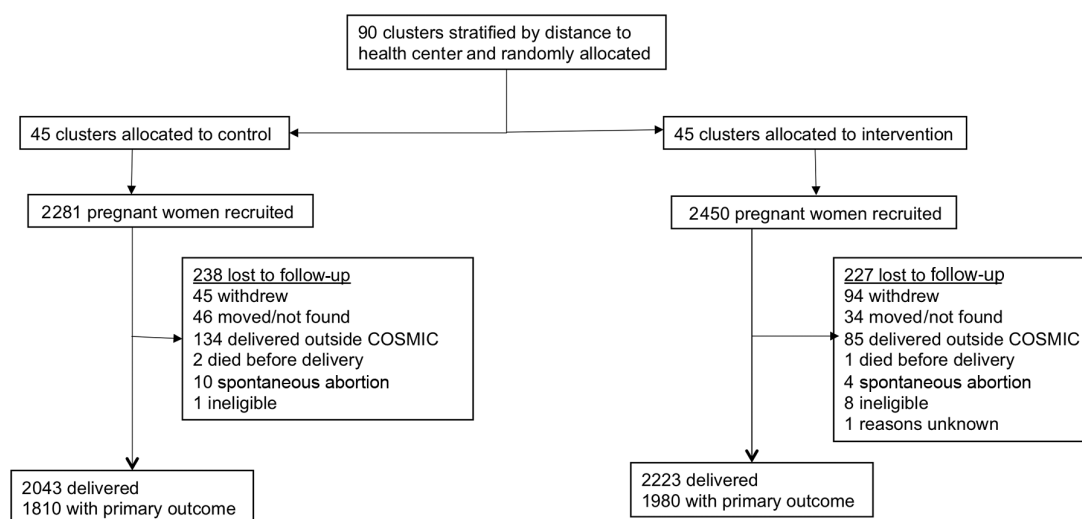 90 clusters stratified by distance to
health center and randomly allocated
45 clusters allocated to control
45 clusters allocated to intervention
2281 pregnant women recruited
2450 pregnant women recruited
238 lost to follow-up
45 withdrew
46 moved/not found
134 delivered outside COSMIC
2 died before delivery
10 spontaneous abortion
1 ineligible
227 lost to follow-up
94 withdrew
34 moved/not found
85 delivered outside COSMIC
1 died before delivery
4 spontaneous abortion
8 ineligible
1 reasons unknown
2043 delivered
1810 with primary outcome
2223 delivered
1980 with primary outcome